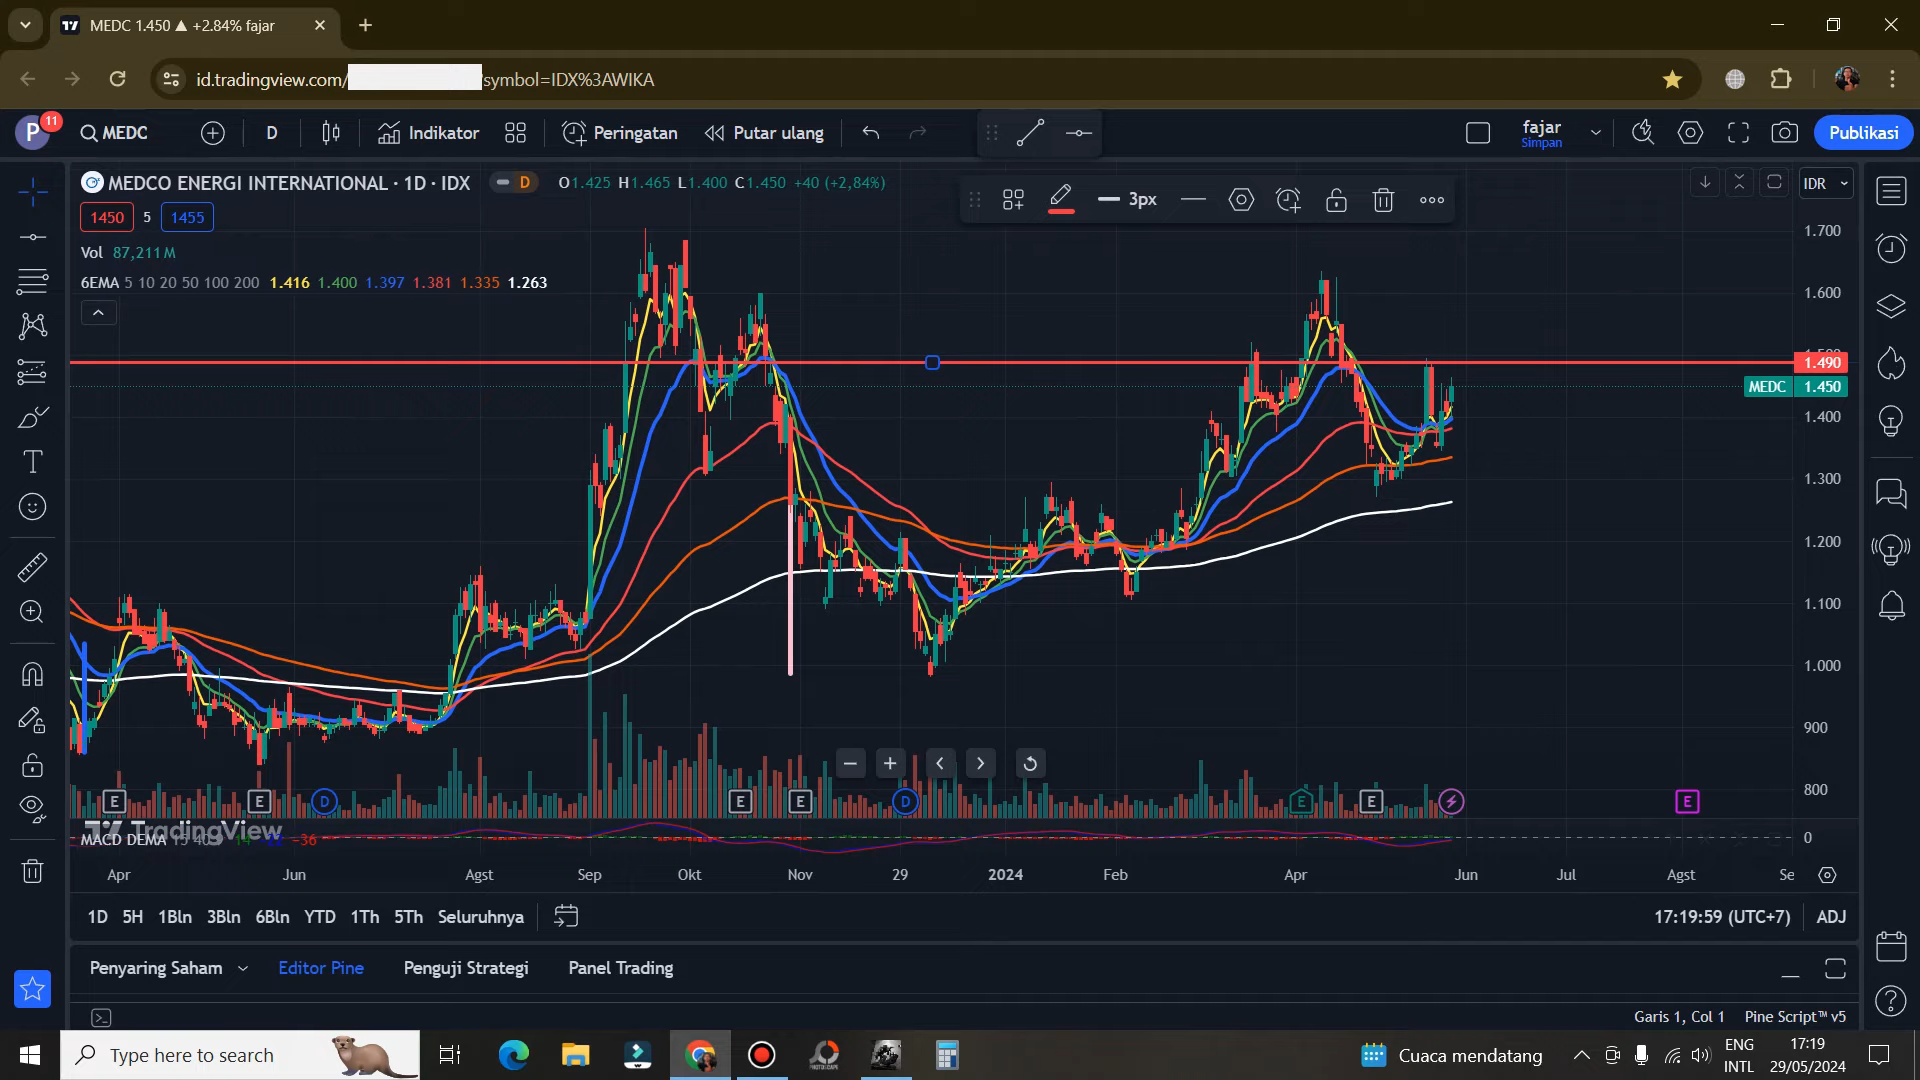 MEDC 1.450 ▲ +2.84% fajar
id.tradingview.com/ /symbol=IDX%3AWIKA
P 11 MEDC D Indikator Peringatan Putar ulang fajar Simpan Publikasi
MEDCO ENERGI INTERNATIONAL · 1D · IDX D O1.425 H1.465 L1.400 C1.450 +40 (+2,84%) IDR
1450 5 1455 3px
Vol 87,211 M
6EMA 5 10 20 50 100 200 1.416 1.400 1.397 1.381 1.335 1.263
1.700
1.600
1.490
MEDC 1.450
1.400
1.300
1.200
1.100
1.000
900
800
E E D E E D E E E
TradingView
MACD DEMA −36 0
Apr Jun Agst Sep Okt Nov 29 2024 Feb Apr Jun Jul Agst Se
1D 5H 1Bln 3Bln 6Bln YTD 1Th 5Th Seluruhnya 17:19:59 (UTC+7) ADJ
Penyaring Saham Editor Pine Penguji Strategi Panel Trading
Garis 1, Col 1 Pine Script™ v5
Type here to search Cuaca mendatang ENG INTL 17:19 29/05/2024